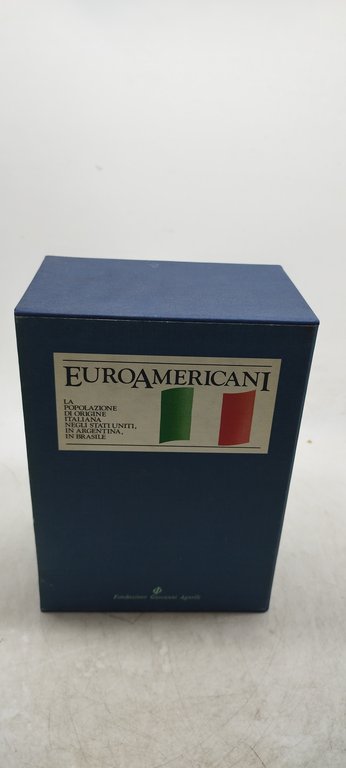 EUROAMERICANI
LA
POPOLAZIONE
DI ORIGINE
ITALIANA
NEGLI STATI UNITI,
IN ARGENTINA,
IN BRASILE
Fondazione Giovanni Agnelli